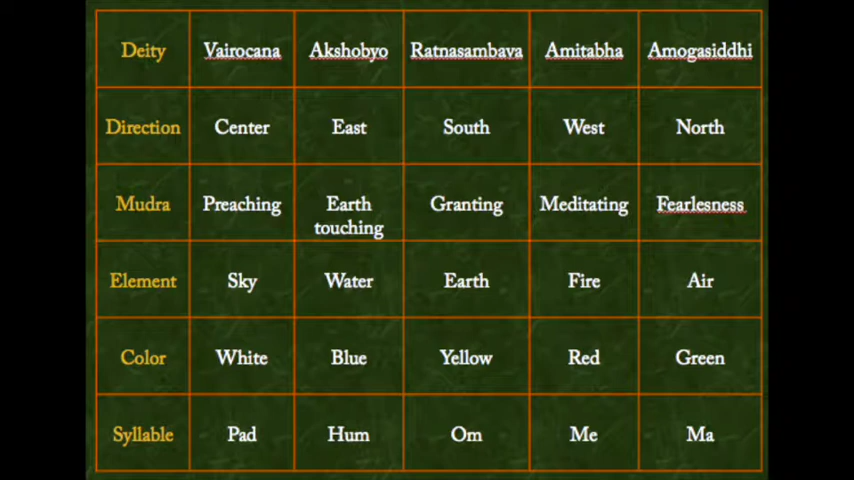 Deity Vairocana Akshobyo Ratnasambava Amitabha Amogasiddhi
Direction Center East South West North
Mudra Preaching Earth touching Granting Meditating Fearlesness
Element Sky Water Earth Fire Air
Color White Blue Yellow Red Green
Syllable Pad Hum Om Me Ma